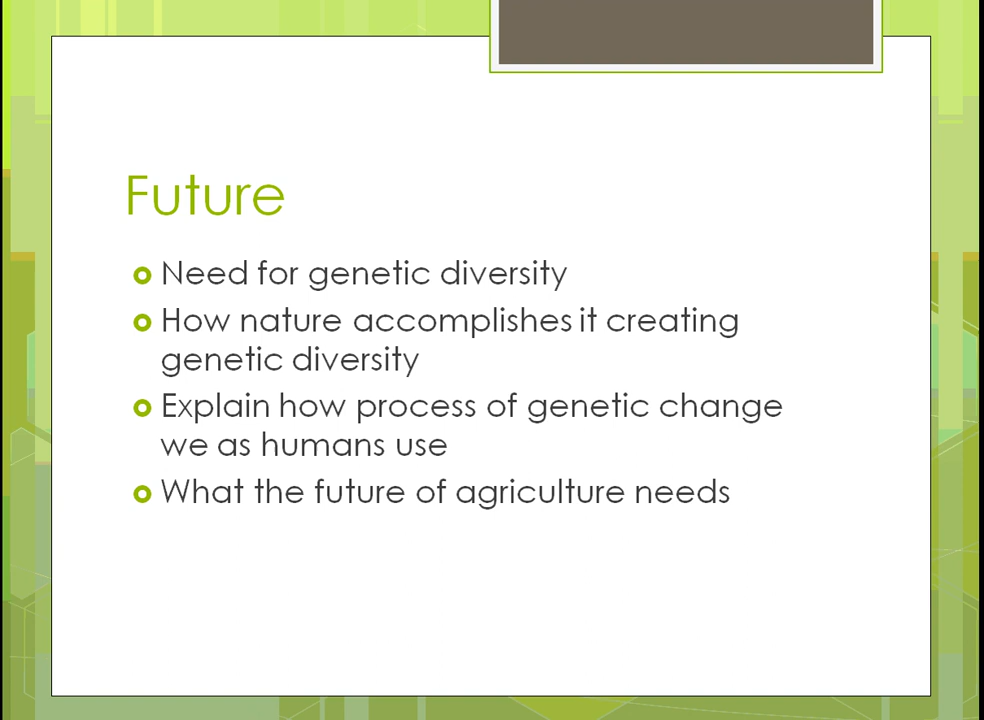 Future
Need for genetic diversity
How nature accomplishes it creating
genetic diversity
Explain how process of genetic change
we as humans use
What the future of agriculture needs